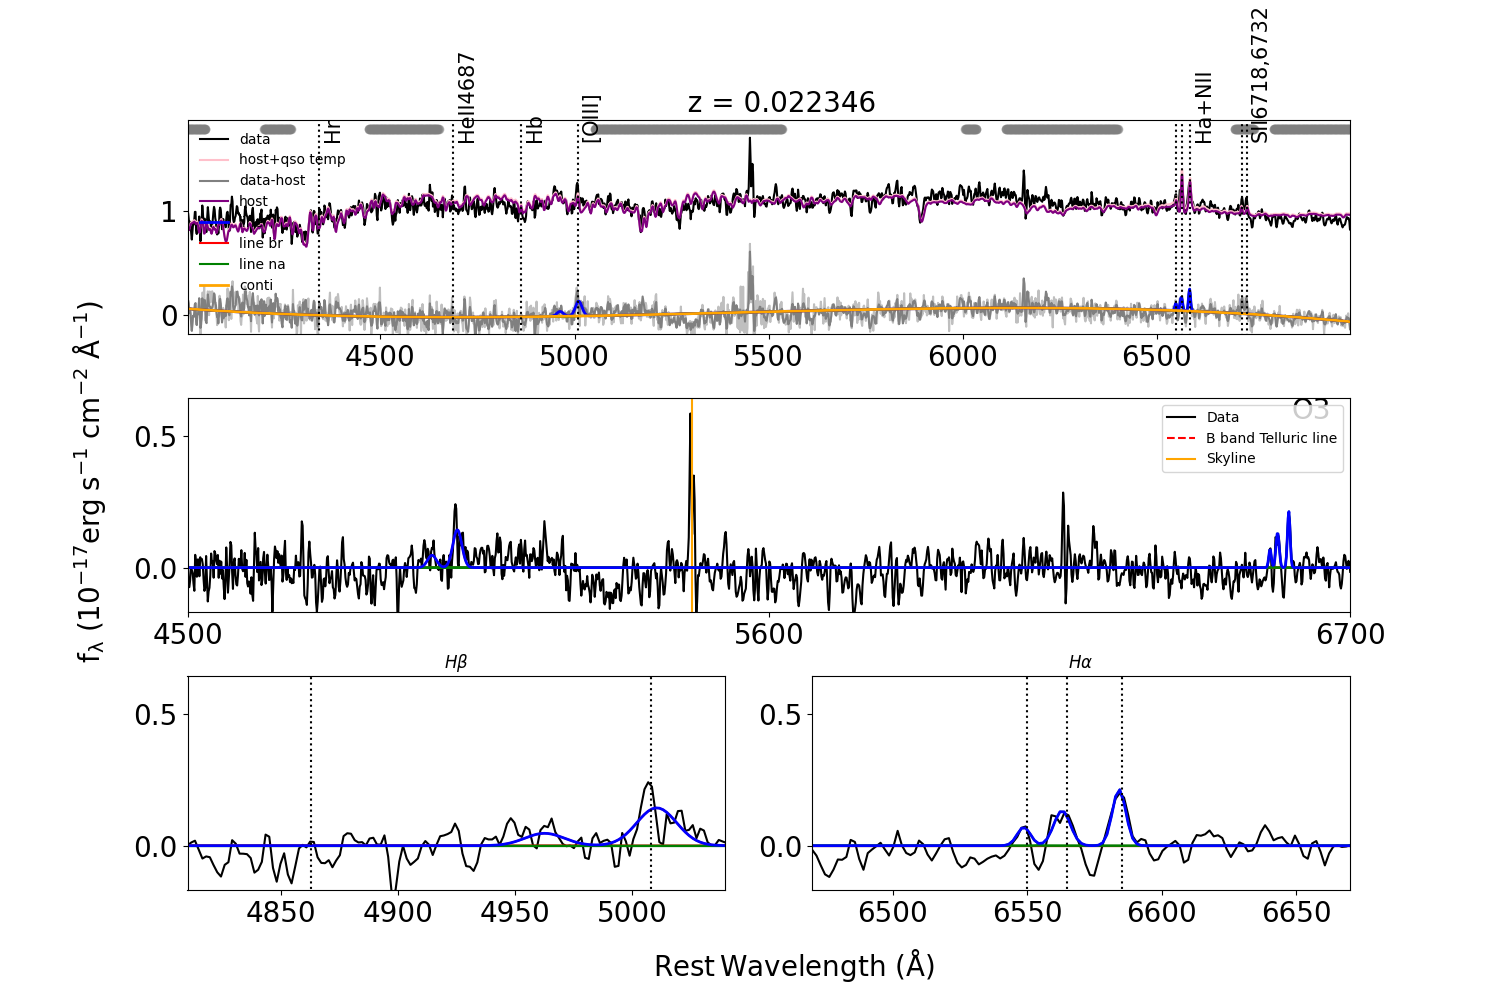 z = 0.022346
Hr
HeII4687
Hb
[OIII]
Ha+NII
SII6718,6732
data
host+qso temp
data-host
host
line br
line na
conti
1
0
4500 5000 5500 6000 6500
O3
Data
B band Telluric line
Skyline
0.5
0.0
4500 5600 6700
fλ (10−17erg s−1 cm−2 Å−1)
Hβ
0.5
0.0
4850 4900 4950 5000
Hα
0.5
0.0
6500 6550 6600 6650
Rest Wavelength (Å)